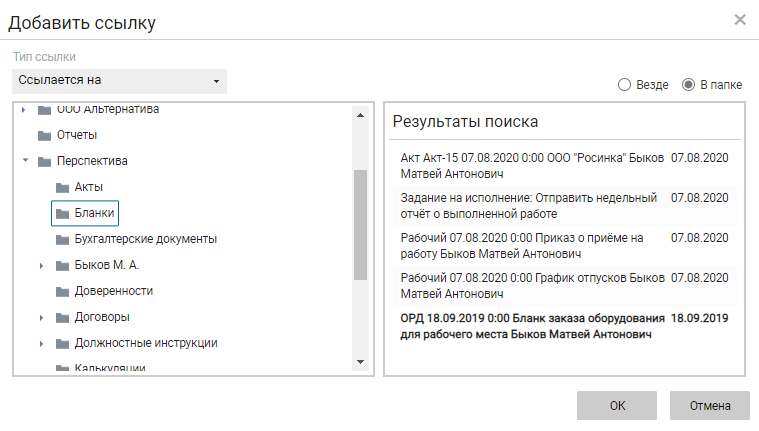 Добавить ссылку
Тип ссылки
Ссылается на
Везде
В папке
ООО Альтернатива
Отчеты
Перспектива
Акты
Бланки
Бухгалтерские документы
Быков М. А.
Доверенности
Договоры
Должностные инструкции
Калькуляции
Результаты поиска
Акт Акт-15 07.08.2020 0:00 ООО "Росинка" Быков 07.08.2020
Матвей Антонович
Задание на исполнение: Отправить недельный 07.08.2020
отчёт о выполненной работе
Рабочий 07.08.2020 0:00 Приказ о приёме на 07.08.2020
работу Быков Матвей Антонович
Рабочий 07.08.2020 0:00 График отпусков Быков 07.08.2020
Матвей Антонович
ОРД 18.09.2019 0:00 Бланк заказа оборудования 18.09.2019
для рабочего места Быков Матвей Антонович
ОК
Отмена